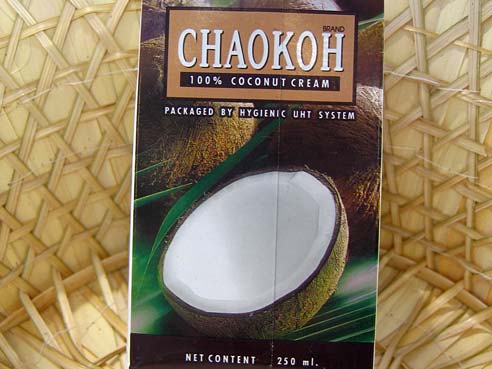 BRAND
CHAOKOH
100% COCONUT CREAM
PACKAGED BY HYGIENIC UHT SYSTEM
NET CONTENT 250 ml.